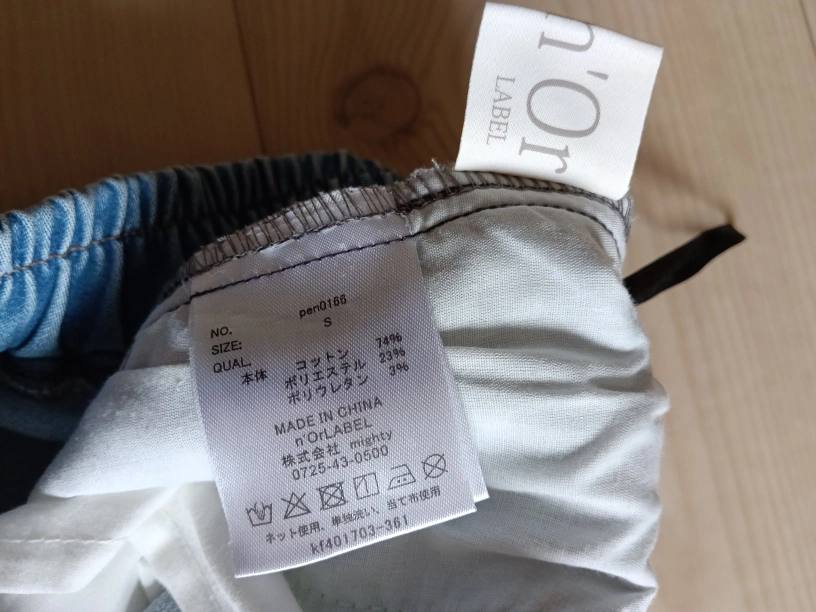 n'Or
LABEL
NO. pen0166
SIZE: S
QUAL.
本体 コットン 74%
ポリエステル 23%
ポリウレタン 3%
MADE IN CHINA
n'OrLABEL
株式会社 mighty
0725-43-0500
ネット使用、単独洗い、当て布使用
kf401703-361